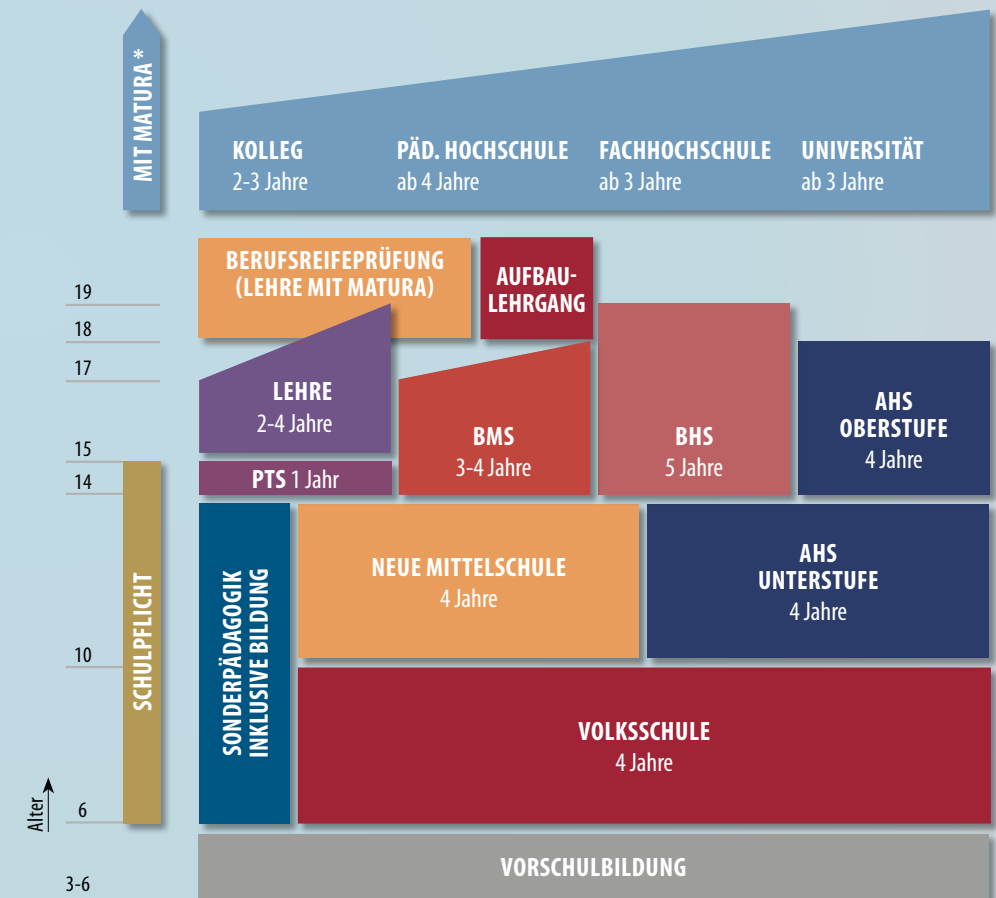 MIT MATURA *
KOLLEG
2-3 Jahre
PÄD. HOCHSCHULE
ab 4 Jahre
FACHHOCHSCHULE
ab 3 Jahre
UNIVERSITÄT
ab 3 Jahre
BERUFSREIFEPRÜFUNG
(LEHRE MIT MATURA)
AUFBAU-
LEHRGANG
19
18
17
15
14
10
6
3-6
Alter
SCHULPFLICHT
LEHRE
2-4 Jahre
PTS 1 Jahr
BMS
3-4 Jahre
BHS
5 Jahre
AHS
OBERSTUFE
4 Jahre
SONDERPÄDAGOGIK
INKLUSIVE BILDUNG
NEUE MITTELSCHULE
4 Jahre
AHS
UNTERSTUFE
4 Jahre
VOLKSSCHULE
4 Jahre
VORSCHULBILDUNG